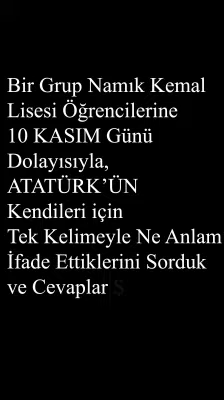 Bir Grup Namık Kemal
Lisesi Öğrencilerine
10 KASIM Günü
Dolayısıyla,
ATATÜRK’ÜN
Kendileri için
Tek Kelimeyle Ne Anlam
İfade Ettiklerini Sorduk
ve Cevaplar